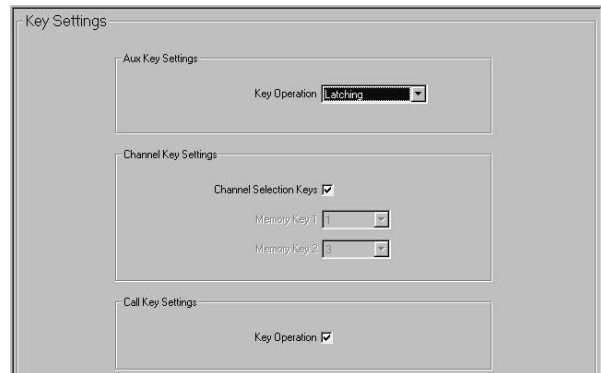 Key Settings
Aux Key Settings
Key Operation Latching
Channel Key Settings
Channel Selection Keys
Memory Key 1 1
Memory Key 2 3
Call Key Settings
Key Operation